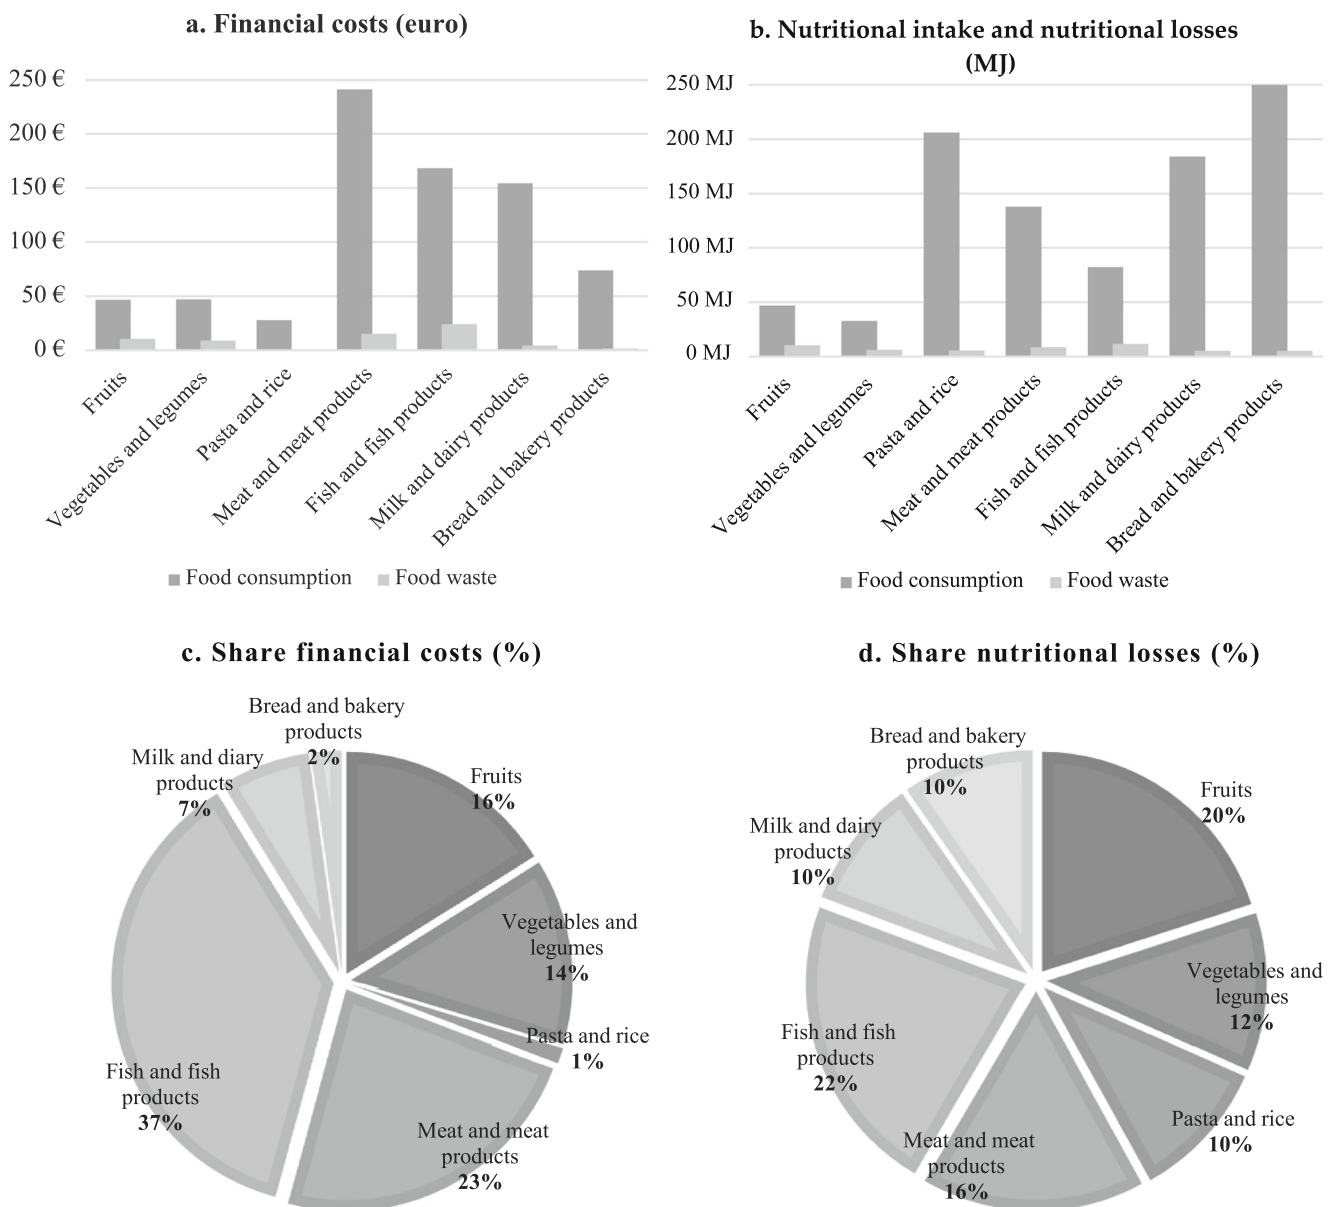 a. Financial costs (euro)
250 €
200 €
150 €
100 €
50 €
0 €
Fruits
Vegetables and legumes
Pasta and rice
Meat and meat products
Fish and fish products
Milk and dairy products
Bread and bakery products
Food consumption
Food waste
b. Nutritional intake and nutritional losses
(MJ)
250 MJ
200 MJ
150 MJ
100 MJ
50 MJ
0 MJ
Fruits
Vegetables and legumes
Pasta and rice
Meat and meat products
Fish and fish products
Milk and dairy products
Bread and bakery products
Food consumption
Food waste
c. Share financial costs (%)
Bread and bakery
products
2%
Milk and diary
products
7%
Fruits
16%
Vegetables and
legumes
14%
Pasta and rice
1%
Fish and fish
products
37%
Meat and meat
products
23%
d. Share nutritional losses (%)
Bread and bakery
products
10%
Fruits
20%
Milk and dairy
products
10%
Vegetables and
legumes
12%
Fish and fish
products
22%
Pasta and rice
10%
Meat and meat
products
16%